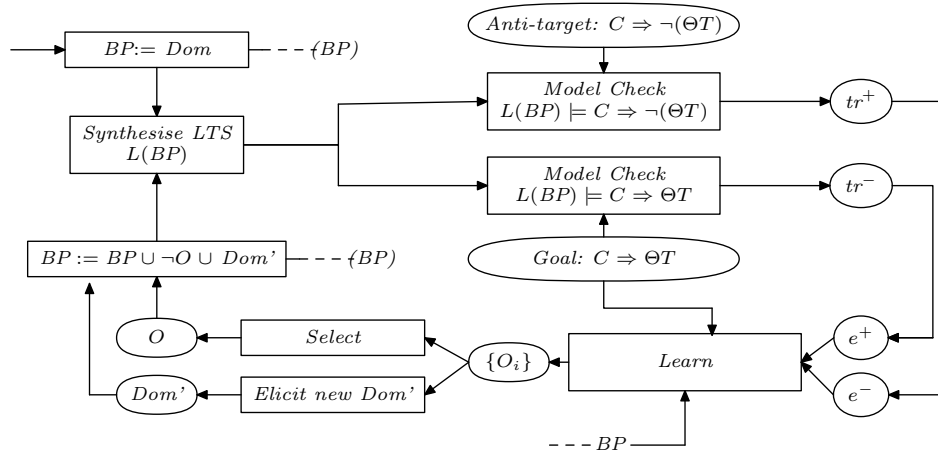 Anti-target: C ⇒ ¬(ΘT)
BP:= Dom
(BP)
Model Check
L(BP) ⊨ C ⇒ ¬(ΘT)
tr⁺
Synthesise LTS
L(BP)
Model Check
L(BP) ⊨ C ⇒ ΘT
tr⁻
BP := BP ∪ ¬O ∪ Dom'
(BP)
Goal: C ⇒ ΘT
O
Select
{Oᵢ}
Learn
e⁺
Dom'
Elicit new Dom'
e⁻
BP